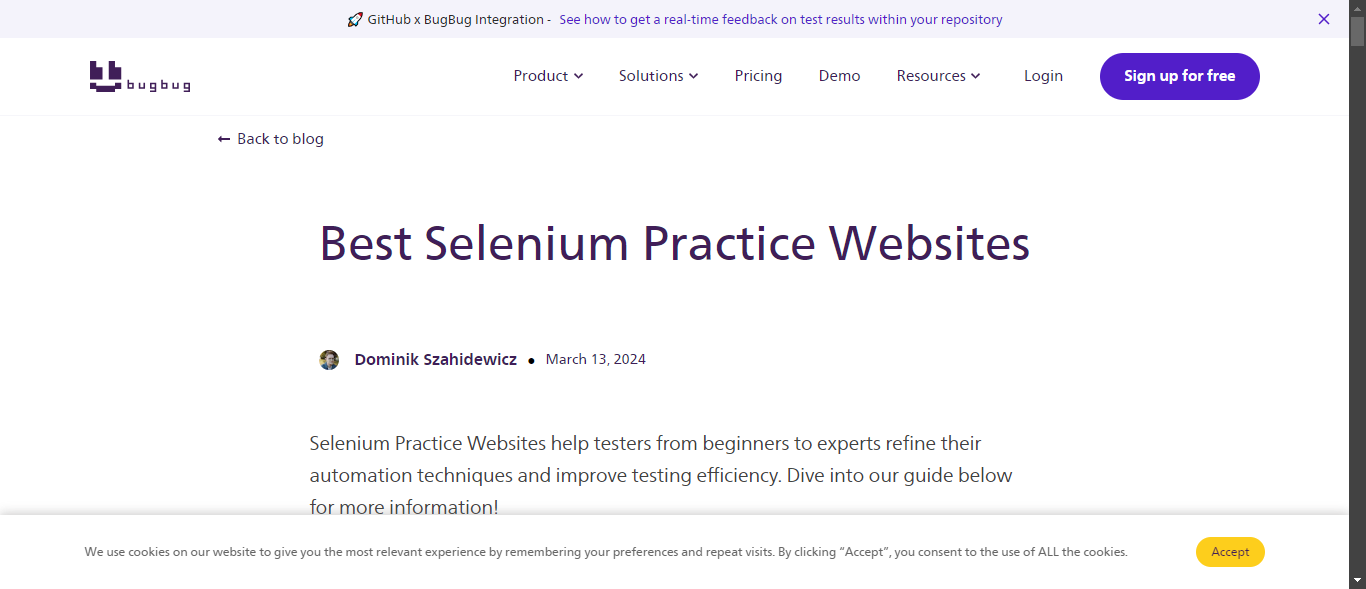 🚀 GitHub x BugBug Integration - See how to get a real-time feedback on test results within your repository
bugbug
Product Solutions Pricing Demo Resources Login Sign up for free
← Back to blog
Best Selenium Practice Websites
Dominik Szahidewicz • March 13, 2024
Selenium Practice Websites help testers from beginners to experts refine their
automation techniques and improve testing efficiency. Dive into our guide below
for more information!
We use cookies on our website to give you the most relevant experience by remembering your preferences and repeat visits. By clicking “Accept”, you consent to the use of ALL the cookies.
Accept